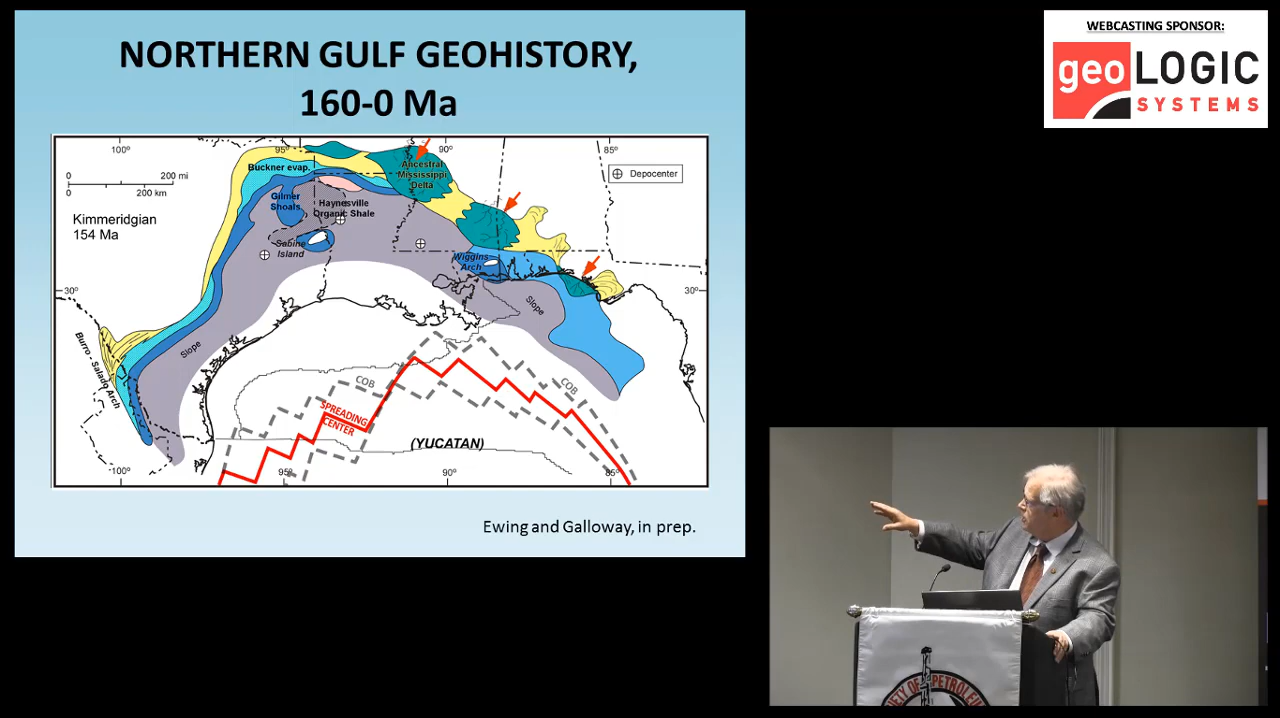 NORTHERN GULF GEOHISTORY,
160-0 Ma
100°
95°
90°
85°
0 200 mi
0 200 km
Kimmeridgian
154 Ma
Buckner evap.
Ancestral
Mississippi
Delta
Depocenter
Gilmer
Shoals
Haynesville
Organic Shale
Sabine
Island
Wiggins
Arch
30°
30°
Slope
Slope
Burro - Salado Arch
COB
COB
SPREADING
CENTER
(YUCATAN)
100°
95°
90°
85°
Ewing and Galloway, in prep.
WEBCASTING SPONSOR:
geoLOGIC
SYSTEMS